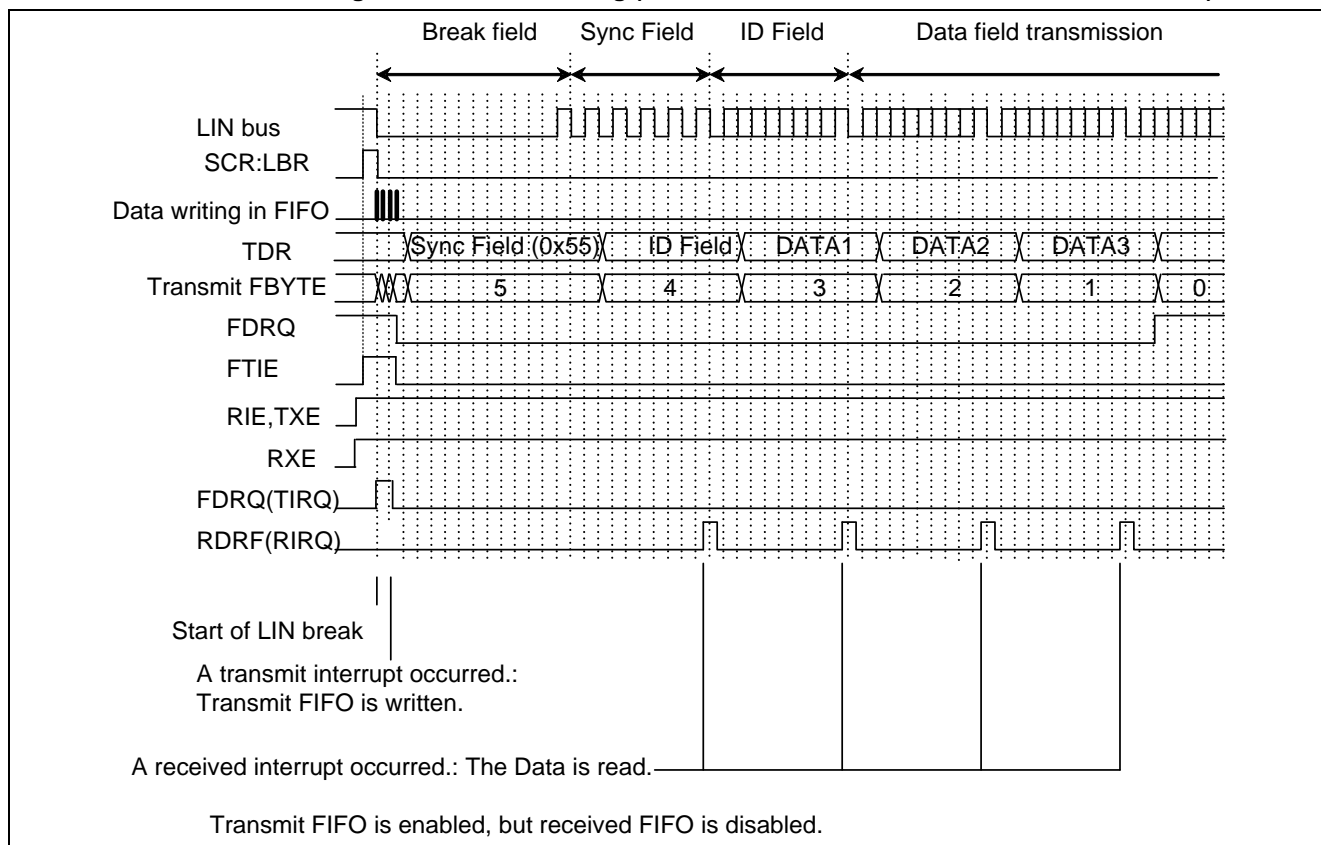 Break field Sync Field ID Field Data field transmission
LIN bus
SCR:LBR
Data writing in FIFO
TDR Sync Field (0x55) ID Field DATA1 DATA2 DATA3
Transmit FBYTE 5 4 3 2 1 0
FDRQ
FTIE
RIE,TXE
RXE
FDRQ(TIRQ)
RDRF(RIRQ)
Start of LIN break
A transmit interrupt occurred.:
Transmit FIFO is written.
A received interrupt occurred.: The Data is read.
Transmit FIFO is enabled, but received FIFO is disabled.